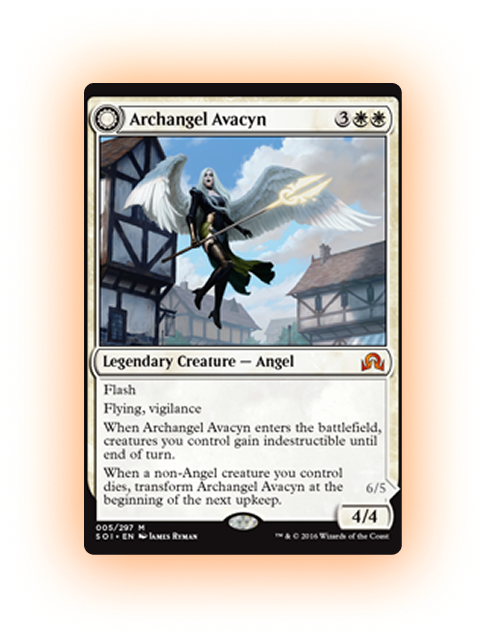 Archangel Avacyn 3
Legendary Creature — Angel
Flash
Flying, vigilance
When Archangel Avacyn enters the battlefield,
creatures you control gain indestructible until
end of turn.
When a non-Angel creature you control
dies, transform Archangel Avacyn at the
beginning of the next upkeep.
6/5
4/4
005/297 M
SOI • EN James Ryman
™ & © 2016 Wizards of the Coast